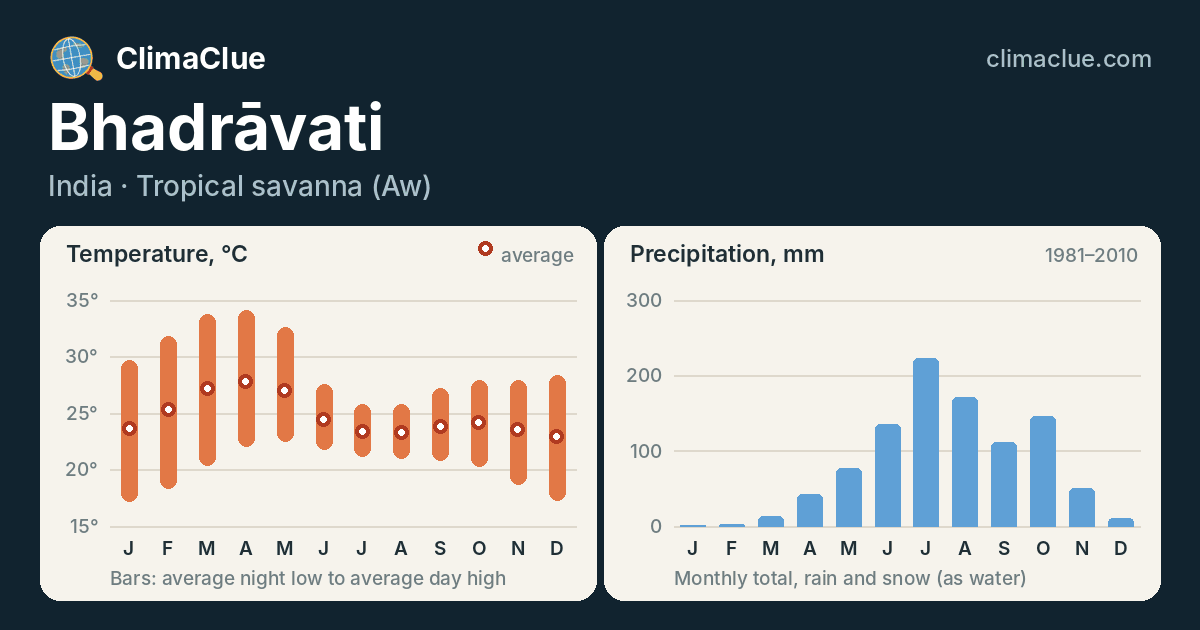 ClimaClue
climaclue.com
Bhadrāvati
India · Tropical savanna (Aw)
Temperature, °C
average
35°
30°
25°
20°
15°
J F M A M J J A S O N D
Bars: average night low to average day high
Precipitation, mm
1981–2010
300
200
100
0
J F M A M J J A S O N D
Monthly total, rain and snow (as water)